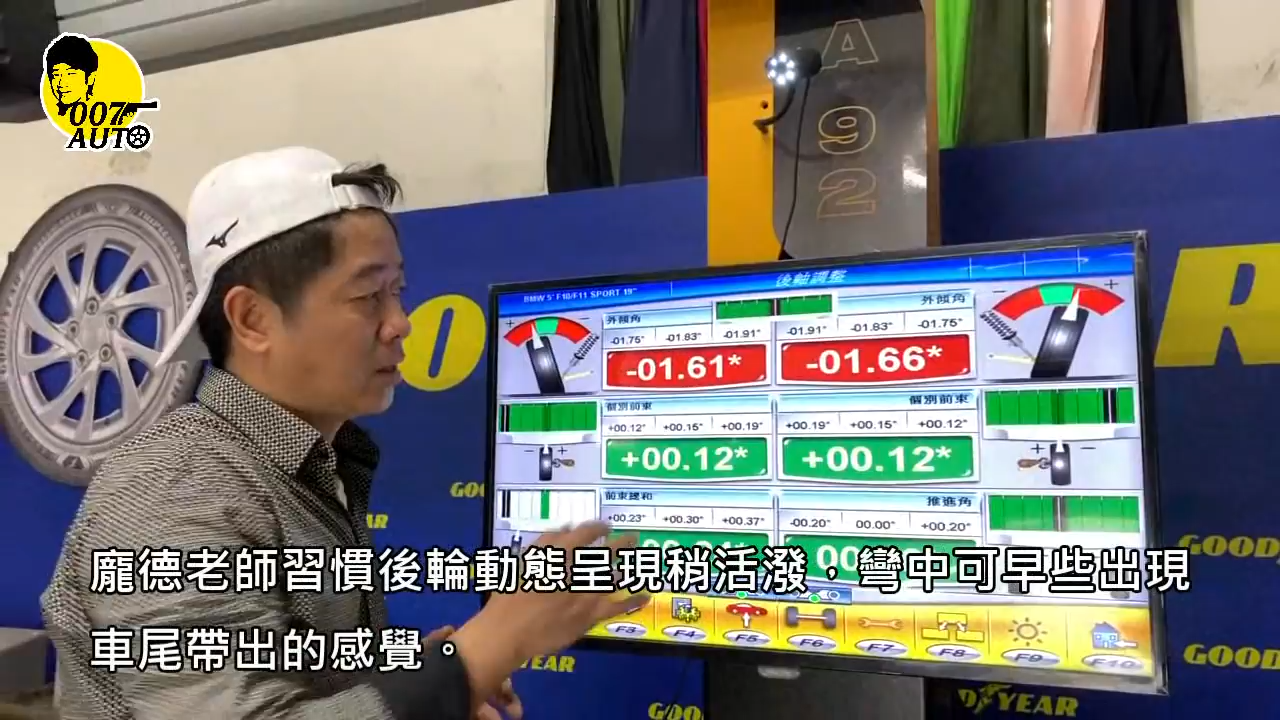 007
AUTO
A 92
BMW 5' F10/F11 SPORT 19"
後軸調整
外傾角
外傾角
-01.75° -01.83° -01.91°
-01.91° -01.83° -01.75°
-01.61*
-01.66*
個別前束
個別前束
+00.12° +00.15° +00.19°
+00.19° +00.15° +00.12°
+00.12*
+00.12*
前束總和
推進角
+00.23° +00.30° +00.37°
-00.20° 00.00° +00.20°
龐德老師習慣後輪動態呈現稍活潑，彎中可早些出現
車尾帶出的感覺。
F3 F4 F5 F6 F7 F8 F9 F10